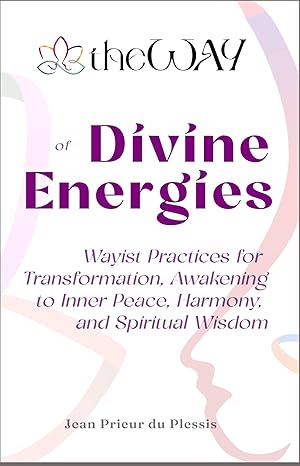 theWAY
of Divine
Energies
Wayist Practices for
Transformation, Awakening
to Inner Peace, Harmony,
and Spiritual Wisdom
Jean Prieur du Plessis